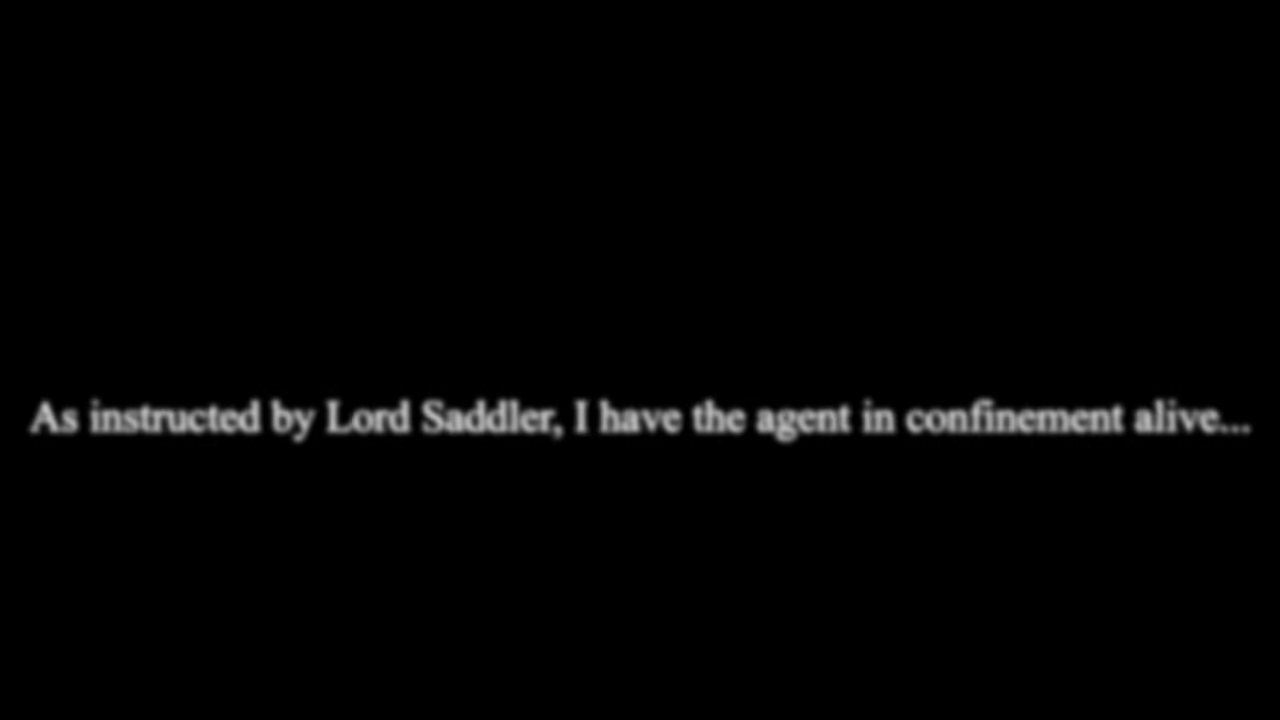 As instructed by Lord Saddler, I have the agent in confinement alive...